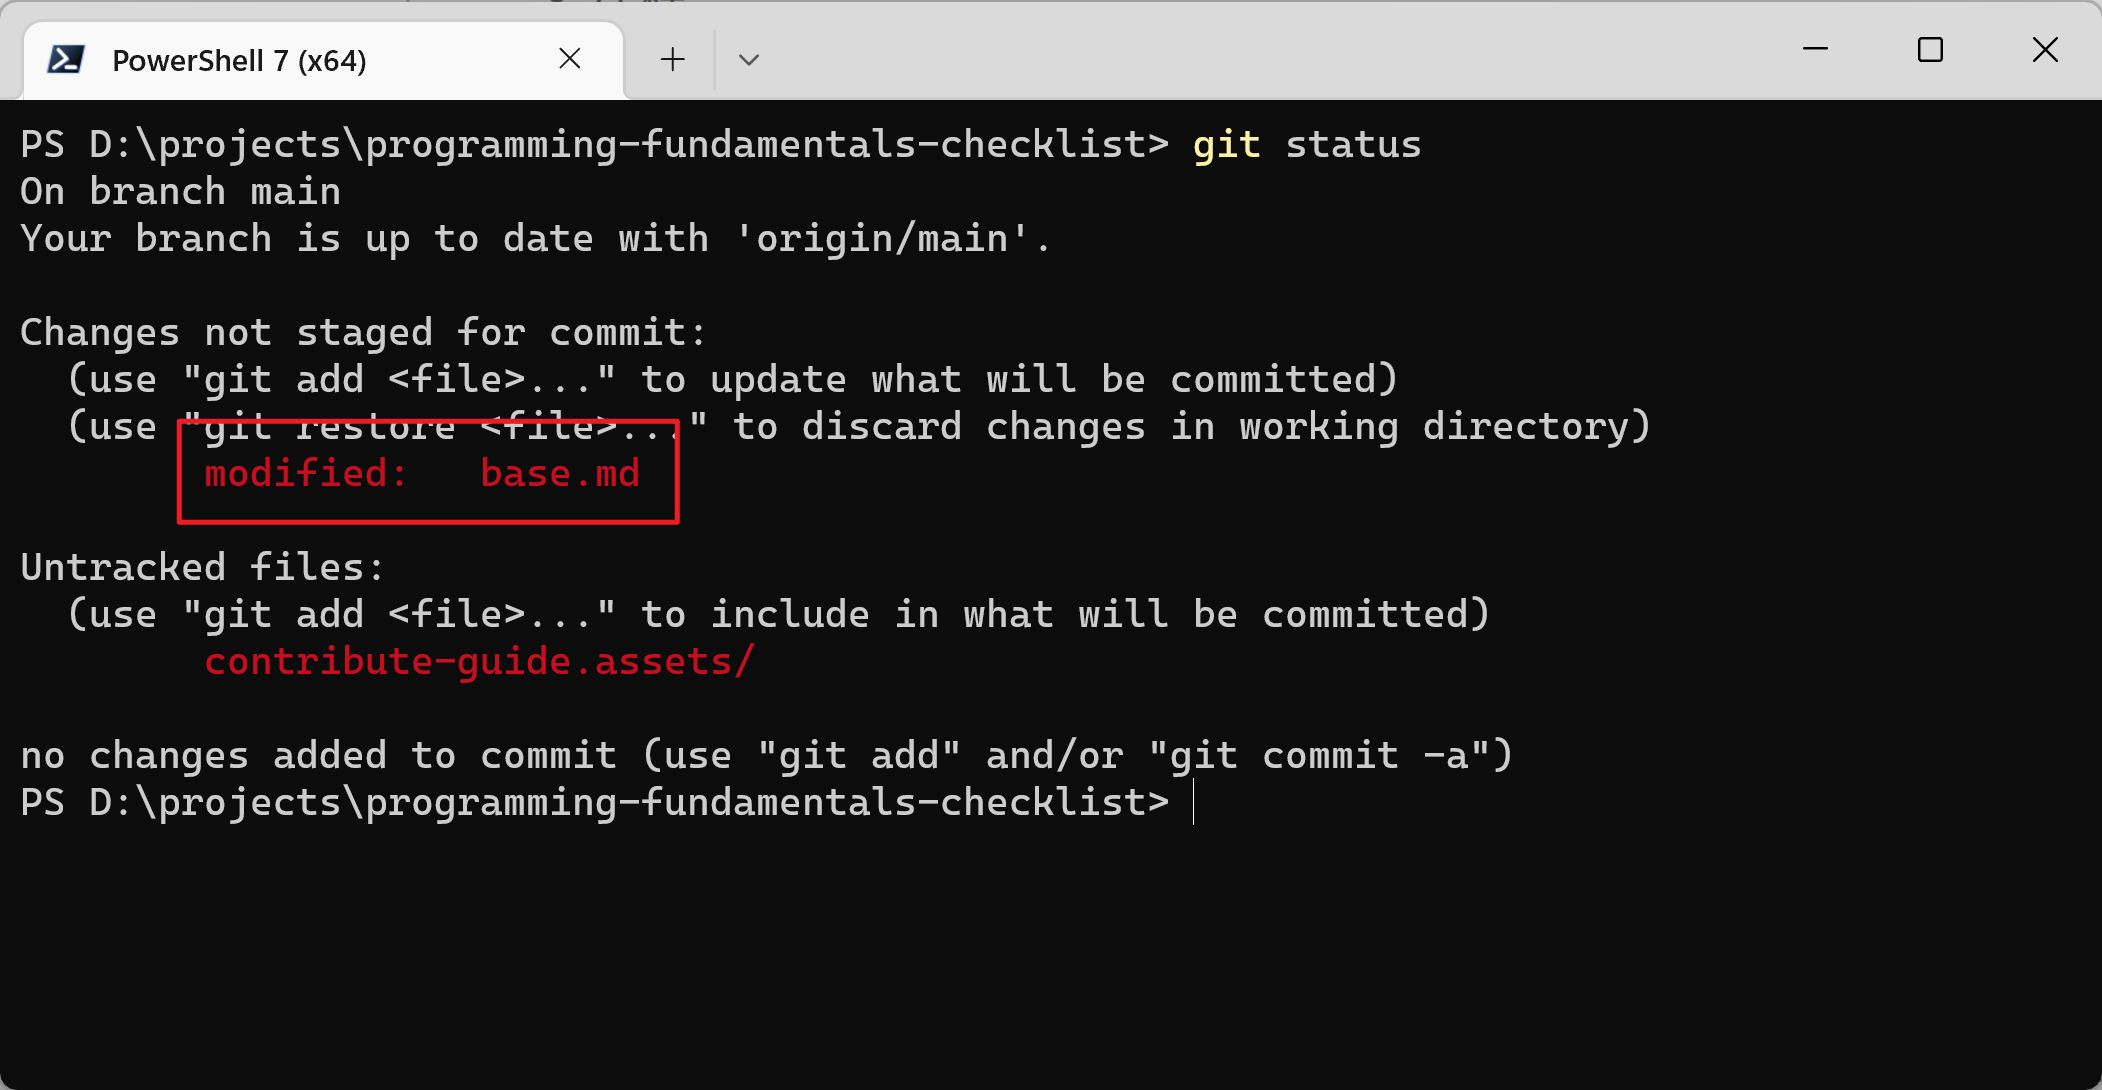 PowerShell 7 (x64)
PS D:\projects\programming-fundamentals-checklist> git status
On branch main
Your branch is up to date with 'origin/main'.
Changes not staged for commit:
  (use "git add <file>..." to update what will be committed)
  (use "git restore <file>..." to discard changes in working directory)
        modified:   base.md
Untracked files:
  (use "git add <file>..." to include in what will be committed)
        contribute-guide.assets/
no changes added to commit (use "git add" and/or "git commit -a")
PS D:\projects\programming-fundamentals-checklist>